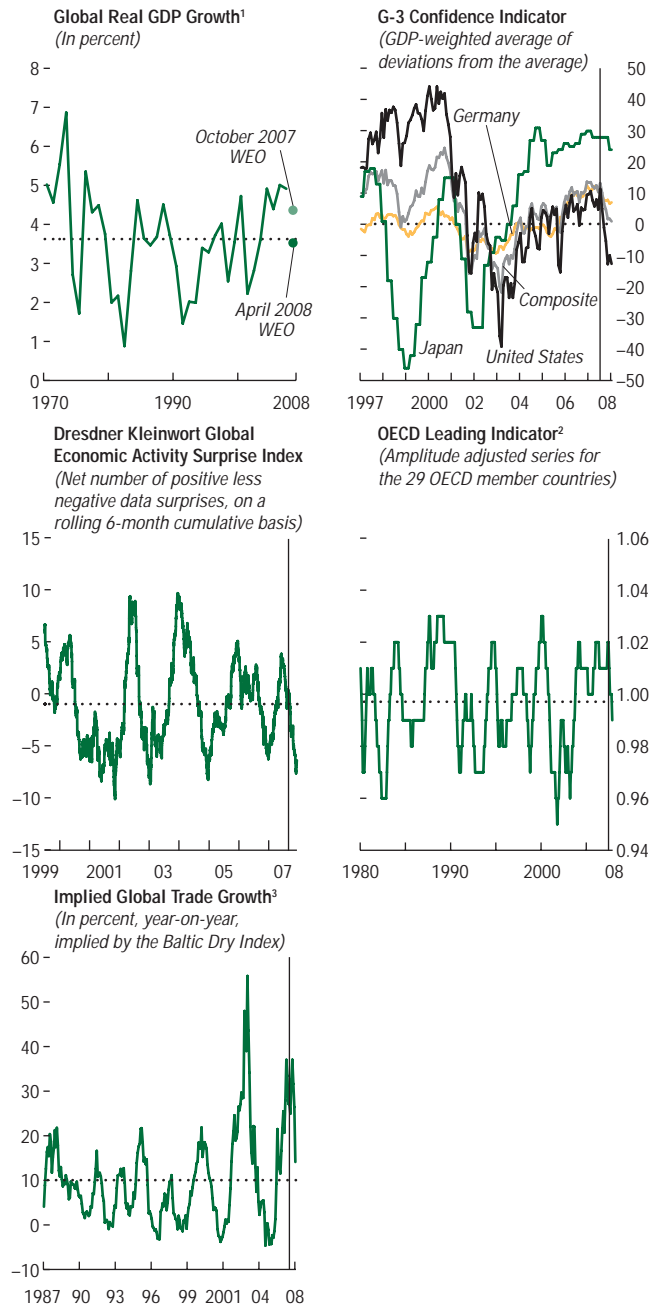 Global Real GDP Growth¹
(In percent)
8
7
6
5
4
3
2
1
0
October 2007
WEO
April 2008
WEO
1970
1990
2008
G-3 Confidence Indicator
(GDP-weighted average of
deviations from the average)
50
40
30
20
10
0
−10
−20
−30
−40
−50
Germany
Composite
Japan
United States
1997
2000
02
04
06
08
Dresdner Kleinwort Global
Economic Activity Surprise Index
(Net number of positive less
negative data surprises, on a
rolling 6-month cumulative basis)
15
10
5
0
−5
−10
−15
1999
2001
03
05
07
OECD Leading Indicator²
(Amplitude adjusted series for
the 29 OECD member countries)
1.06
1.04
1.02
1.00
0.98
0.96
0.94
1980
1990
2000
08
Implied Global Trade Growth³
(In percent, year-on-year,
implied by the Baltic Dry Index)
60
50
40
30
20
10
0
−10
1987
90
93
96
99
2001
04
08